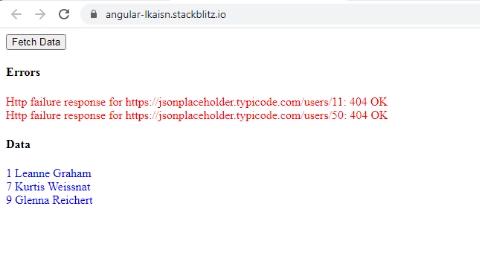 angular-lkaisn.stackblitz.io
Fetch Data
Errors
Http failure response for https://jsonplaceholder.typicode.com/users/11: 404 OK
Http failure response for https://jsonplaceholder.typicode.com/users/50: 404 OK
Data
1 Leanne Graham
7 Kurtis Weissnat
9 Glenna Reichert